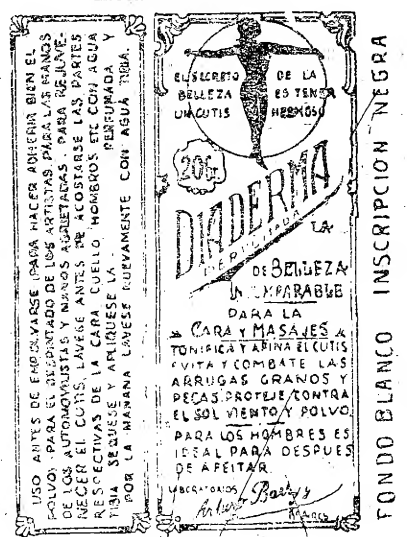 USO ANTES DE EMPOLVARSE (PARA HACER ADHERIR BIEN EL
POLVO) PARA EL DESPINTADO DE LOS ARTISTAS, PARA LAS MANOS
DE LOS AUTOMOVILISTAS Y MANOS AGRIETADAS. PARA REJUVE-
NECER EL CUTIS, LAVESE ANTES DE ACOSTARSE LAS PARTES
RESPECTIVAS DE LA CARA CUELLO HOMBROS ETC CON AGUA
TIBIA SEQUESE Y APLIQUESE LA PERFUMADA Y
POR LA MAÑANA LAVESE NUEVAMENTE CON AGUA FRIA.
EL SECRETO DE LA
BELLEZA ES TENER
UN CUTIS HERMOSO
20 Gr.
DIADERMA
PERFUMADA
LA
DE BELLEZA
INCOMPARABLE
PARA LA
CARA Y MASAJES
TONIFICA Y AFINA EL CUTIS
EVITA Y COMBATE LAS
ARRUGAS GRANOS Y
PECAS. PROTEJE CONTRA
EL SOL VIENTO Y POLVO.
PARA LOS HOMBRES ES
IDEAL PARA DESPUES
DE AFEITAR.
LABORATORIOS
Arturo
FONDO BLANCO INSCRIPCION NEGRA